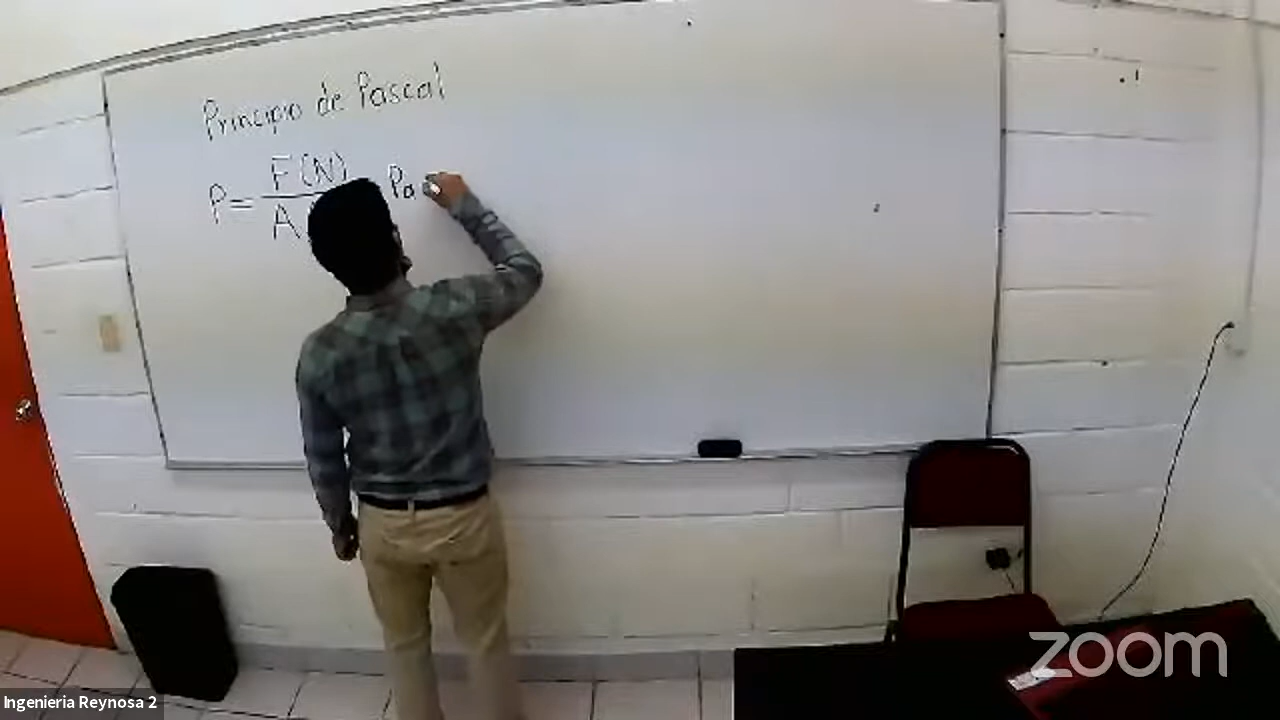 Principio de Pascal
P = F (N)
A
Pa
zoom
Ingenieria Reynosa 2